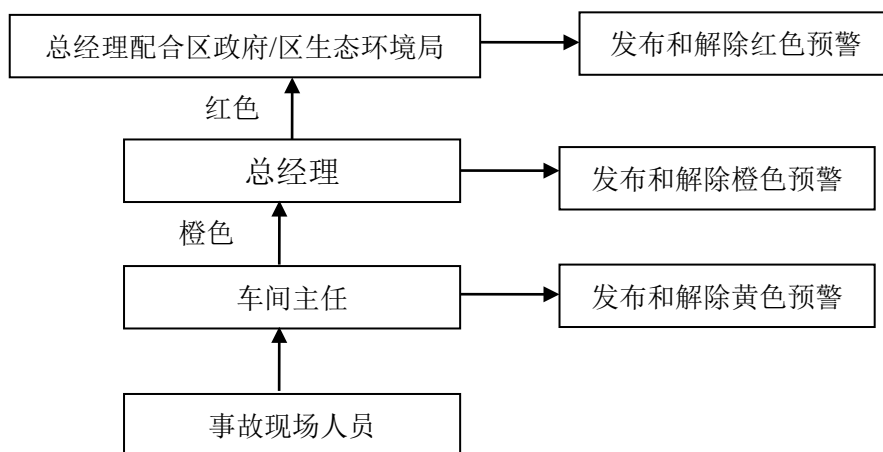 总经理配合区政府/区生态环境局
发布和解除红色预警
红色
总经理
发布和解除橙色预警
橙色
车间主任
发布和解除黄色预警
事故现场人员